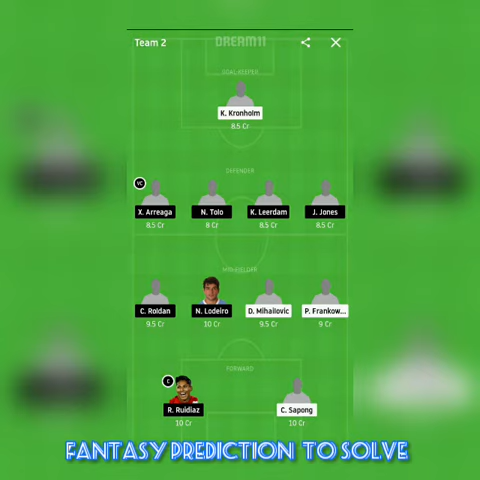 Team 2
DREAM11
GOAL KEEPER
K. Kronholm
8.5 Cr
DEFENDER
VC
X. Arreaga
N. Tolo
K. Leerdam
J. Jones
8.5 Cr
8 Cr
8.5 Cr
8.5 Cr
MIDFIELDER
C. Roldan
N. Lodeiro
D. Mihailovic
P. Frankow...
9.5 Cr
10 Cr
9.5 Cr
9 Cr
FORWARD
C
R. Ruidiaz
C. Sapong
10 Cr
10 Cr
FANTASY PREDICTION TO SOLVE